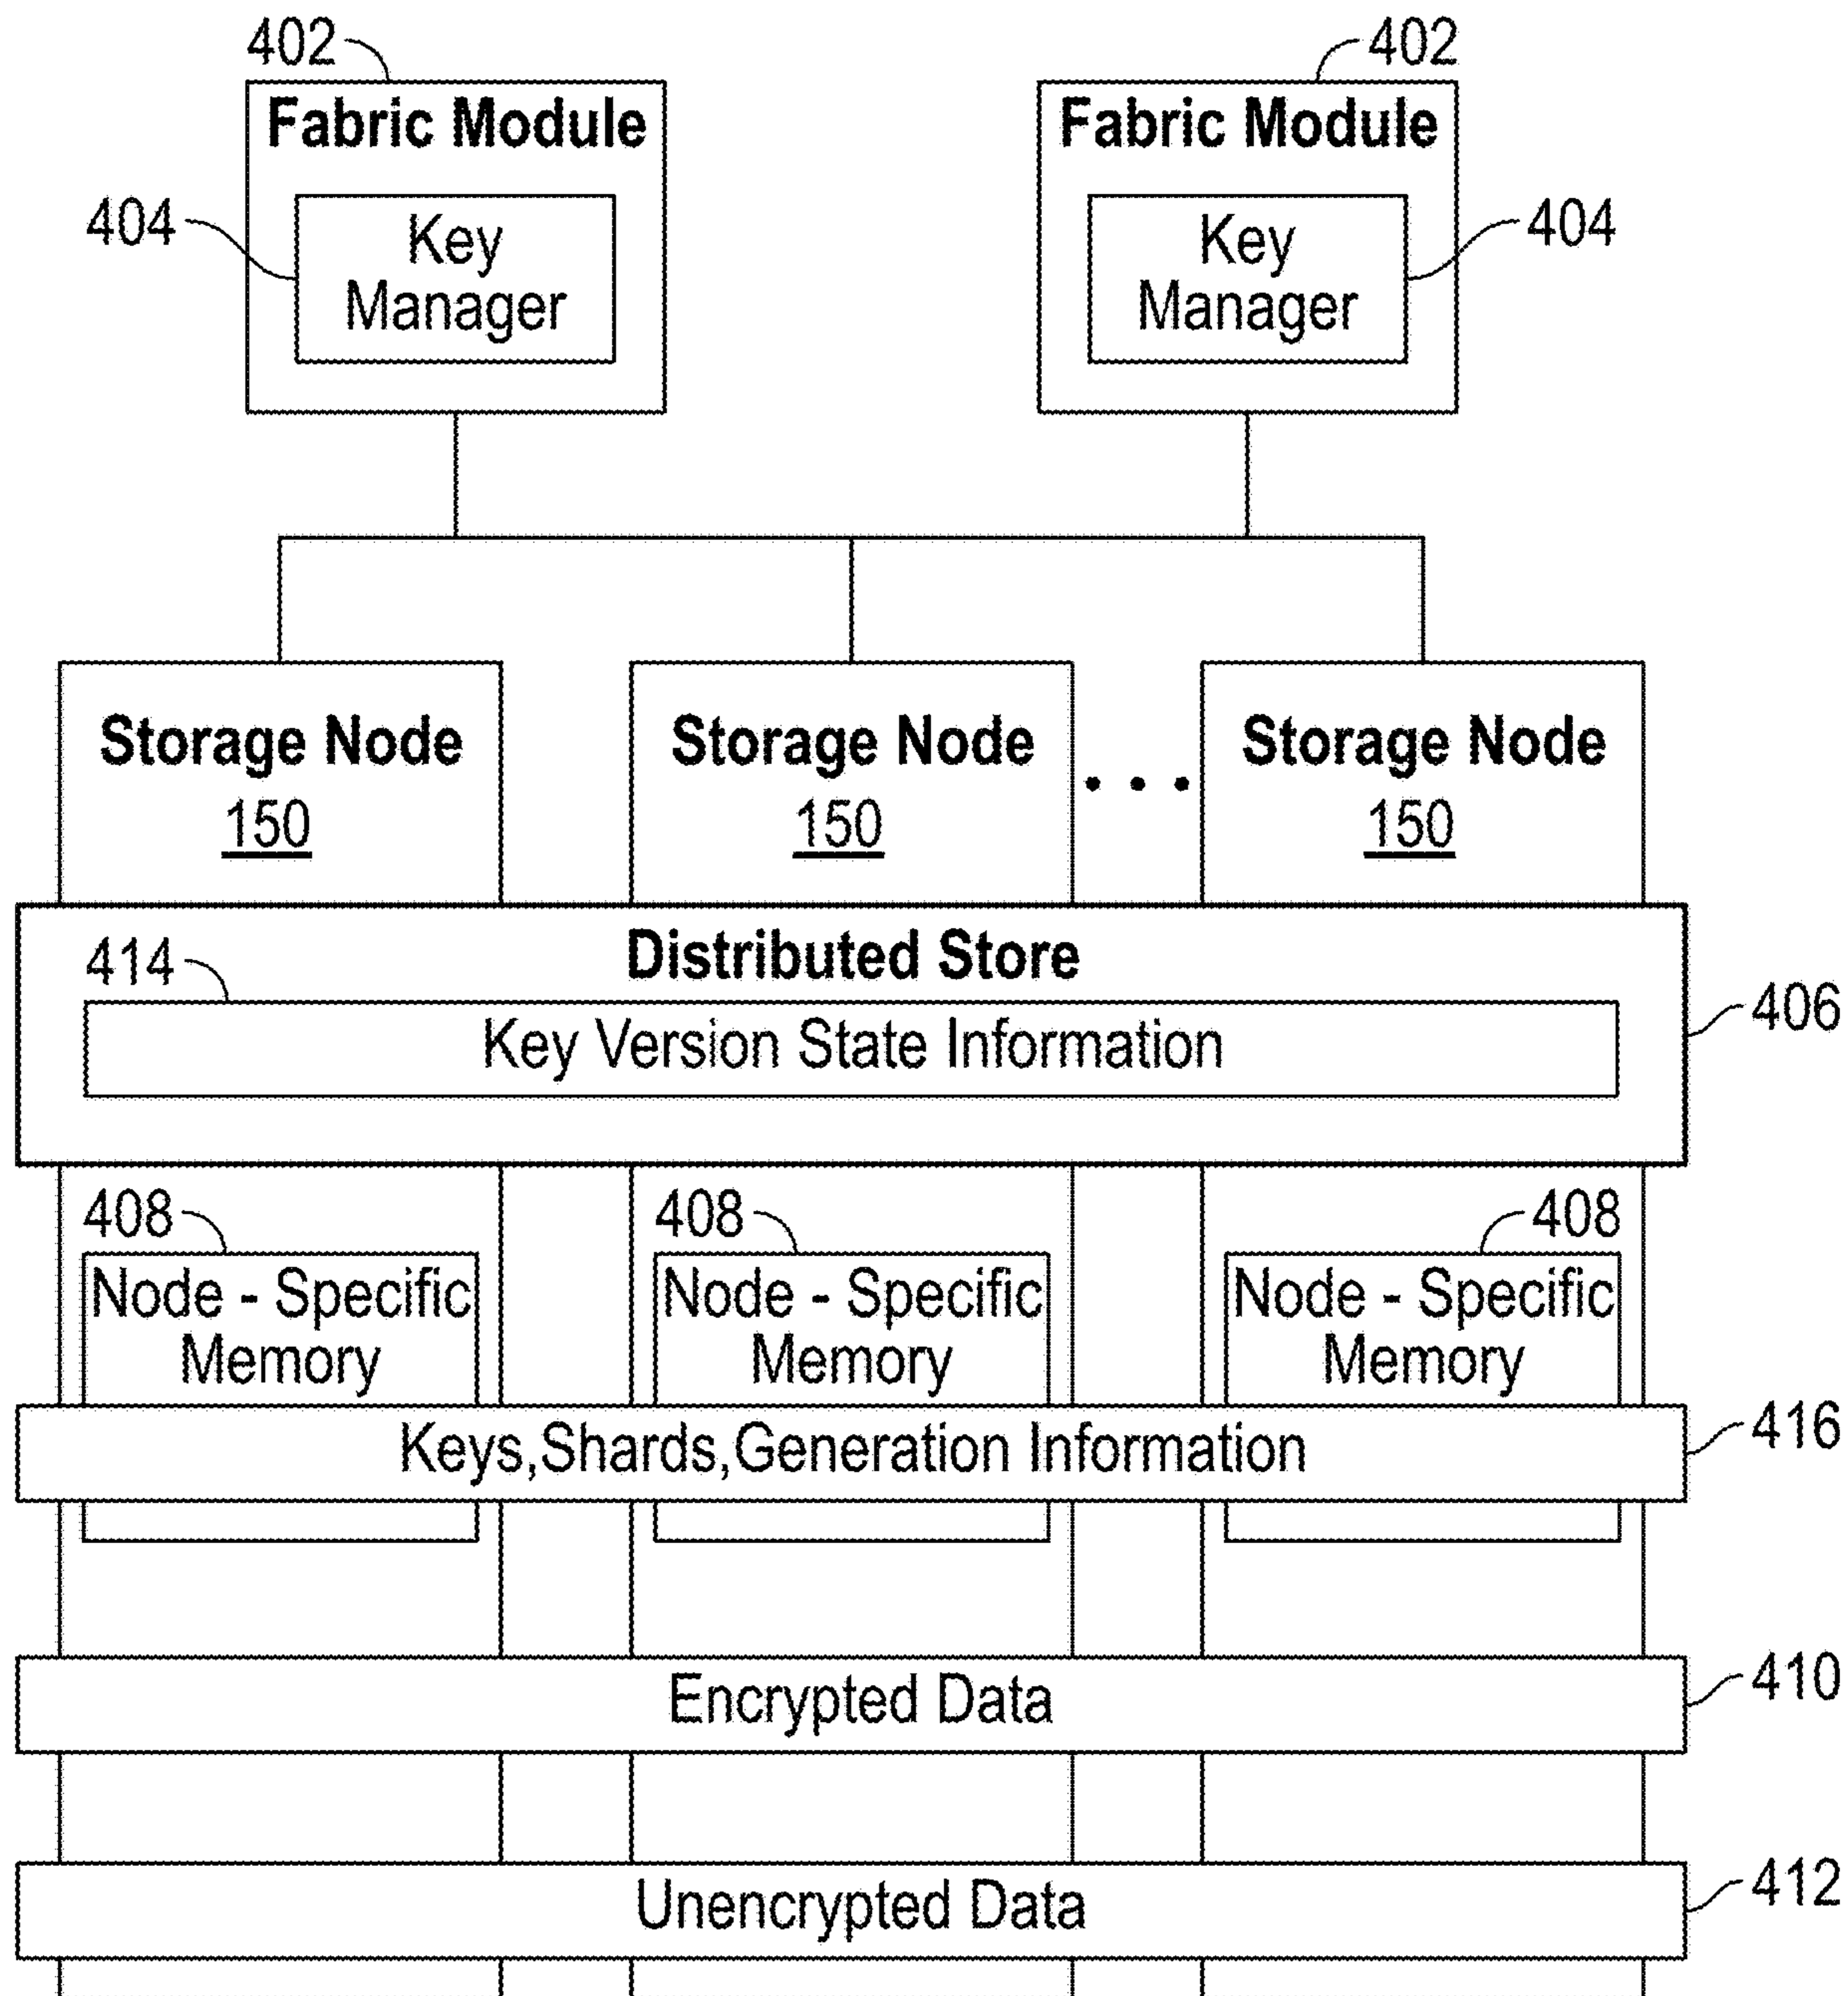 402
402
Fabric Module
Fabric Module
404
Key
Manager
Key
Manager
404
Storage Node
150
Storage Node
150
. . .
Storage Node
150
Distributed Store
414
Key Version State Information
406
408
408
408
Node - Specific
Memory
Node - Specific
Memory
Node - Specific
Memory
Keys,Shards,Generation Information
416
Encrypted Data
410
Unencrypted Data
412